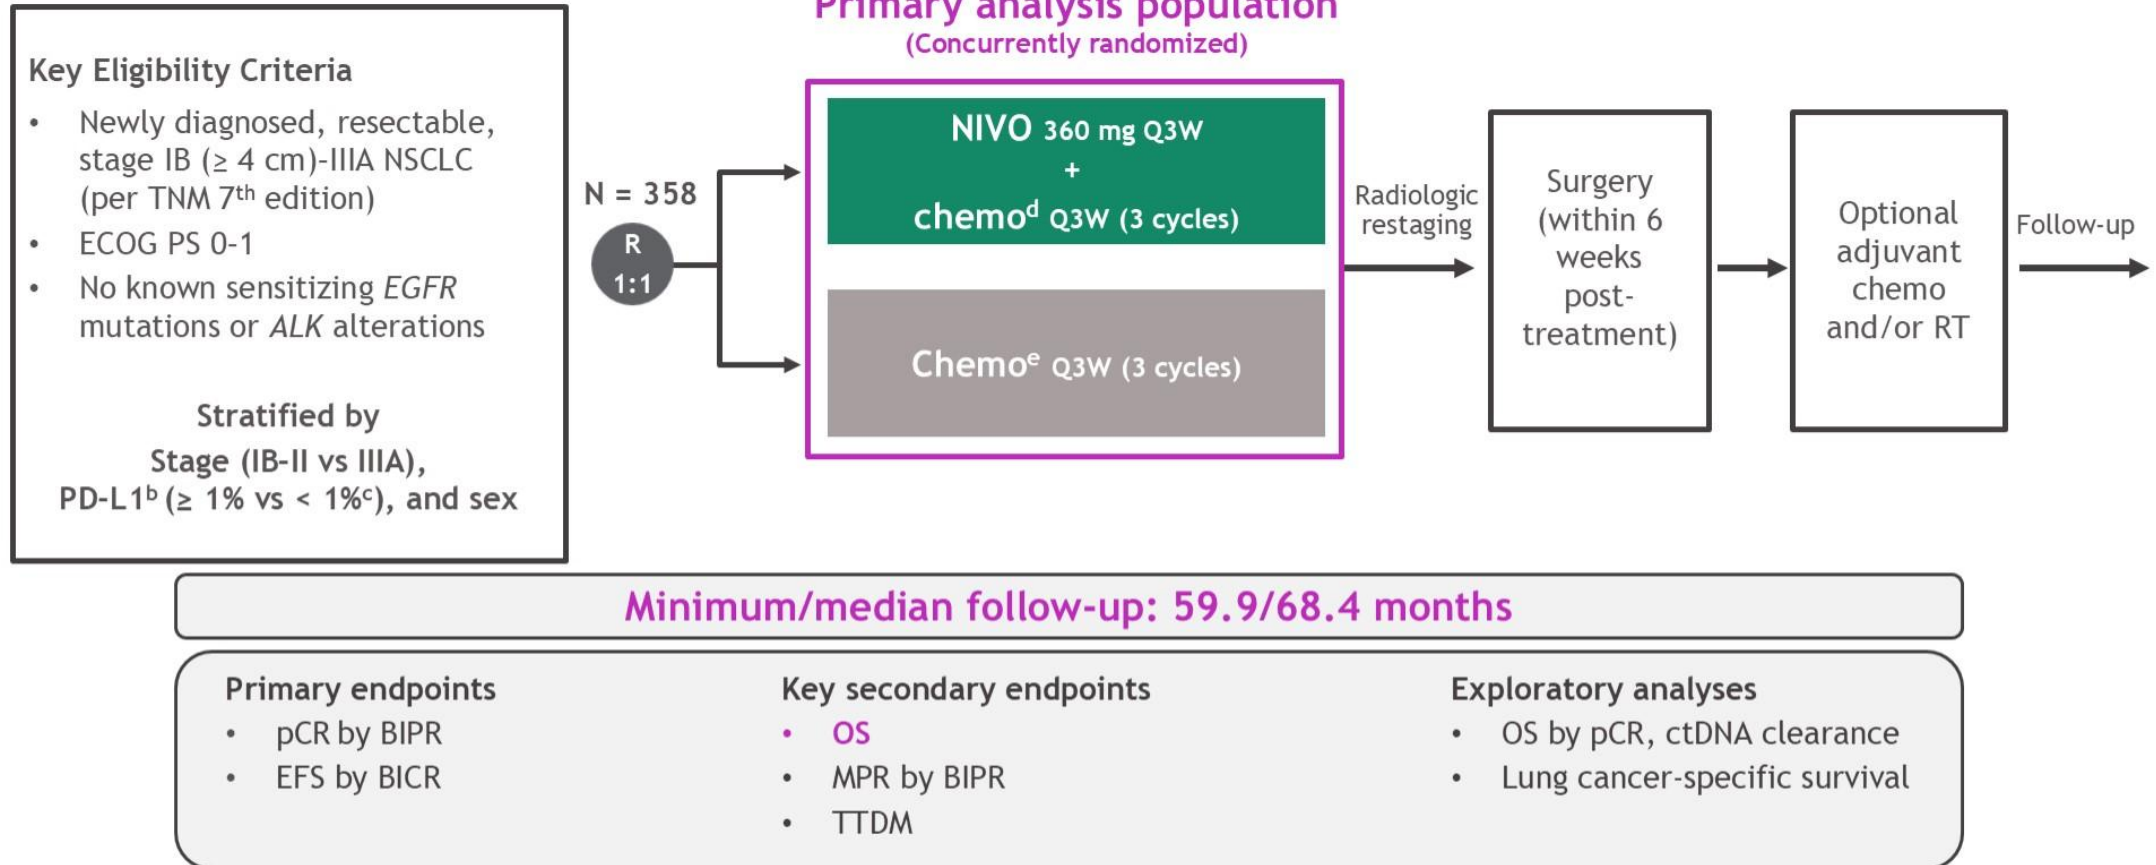 Primary analysis population
(Concurrently randomized)
Key Eligibility Criteria
• Newly diagnosed, resectable,
stage IB (≥ 4 cm)-IIIA NSCLC
(per TNM 7th edition)
• ECOG PS 0-1
• No known sensitizing EGFR
mutations or ALK alterations
Stratified by
Stage (IB-II vs IIIA),
PD-L1b (≥ 1% vs < 1%c), and sex
N = 358
R
1:1
NIVO 360 mg Q3W
+
chemod Q3W (3 cycles)
Chemoe Q3W (3 cycles)
Radiologic
restaging
Surgery
(within 6
weeks
post-
treatment)
Optional
adjuvant
chemo
and/or RT
Follow-up
Minimum/median follow-up: 59.9/68.4 months
Primary endpoints
• pCR by BIPR
• EFS by BICR
Key secondary endpoints
• OS
• MPR by BIPR
• TTDM
Exploratory analyses
• OS by pCR, ctDNA clearance
• Lung cancer-specific survival